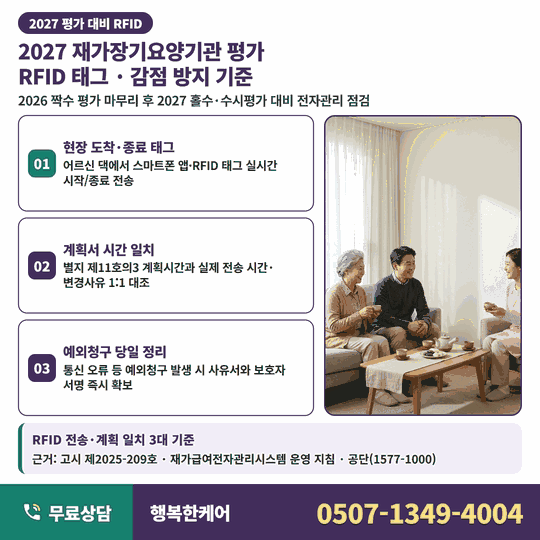 2027 평가 대비 RFID
2027 재가장기요양기관 평가
RFID 태그 · 감점 방지 기준
2026 짝수 평가 마무리 후 2027 홀수·수시평가 대비 전자관리 점검
01
현장 도착·종료 태그
어르신 댁에서 스마트폰 앱·RFID 태그 실시간
시작/종료 전송
02
계획서 시간 일치
별지 제11호의3 계획시간과 실제 전송 시간·
변경사유 1:1 대조
03
예외청구 당일 정리
통신 오류 등 예외청구 발생 시 사유서와 보호자
서명 즉시 확보
RFID 전송·계획 일치 3대 기준
근거: 고시 제2025-209호 · 재가급여전자관리시스템 운영 지침 · 공단(1577-1000)
무료상담
행복한케어
0507-1349-4004